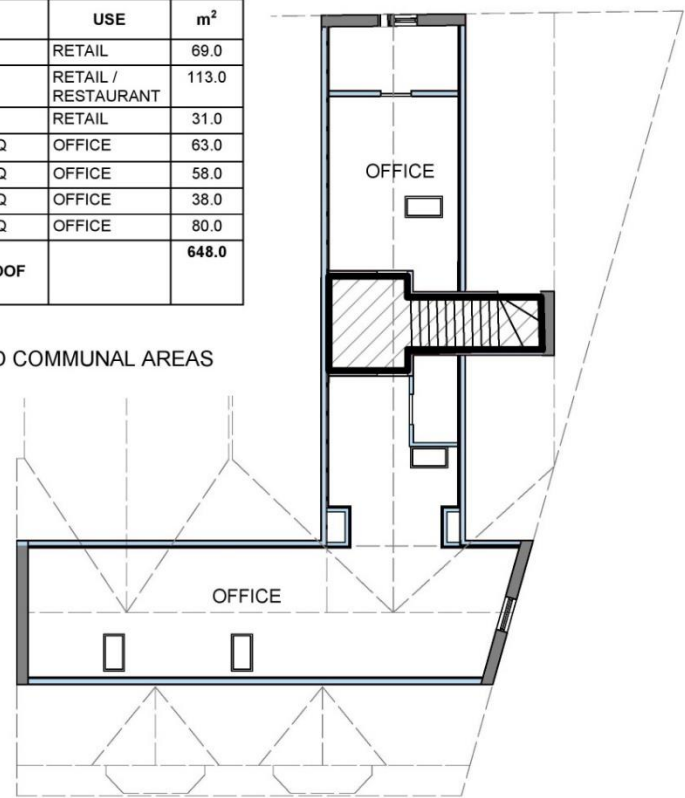 USE m²
RETAIL 69.0
RETAIL / 113.0
RESTAURANT
RETAIL 31.0
Q OFFICE 63.0
Q OFFICE 58.0
Q OFFICE 38.0
Q OFFICE 80.0
648.0
OOF
COMMUNAL AREAS
OFFICE
OFFICE